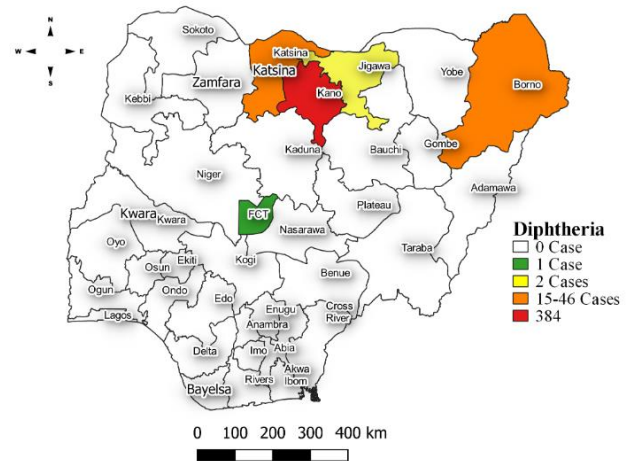 N
W E
S
Sokoto
Katsina
Katsina
Jigawa
Yobe
Borno
Zamfara
Kebbi
Kano
Kaduna
Bauchi
Gombe
Adamawa
Niger
FCT
Nasarawa
Plateau
Taraba
Kwara
Kwara
Oyo
Osun
Ekiti
Kogi
Benue
Ogun
Ondo
Edo
Lagos
Enugu
Anambra
Cross
River
Delta
Imo
Abia
Akwa
Ibom
Bayelsa
Rivers
Diphtheria
0 Case
1 Case
2 Cases
15-46 Cases
384
0 100 200 300 400 km